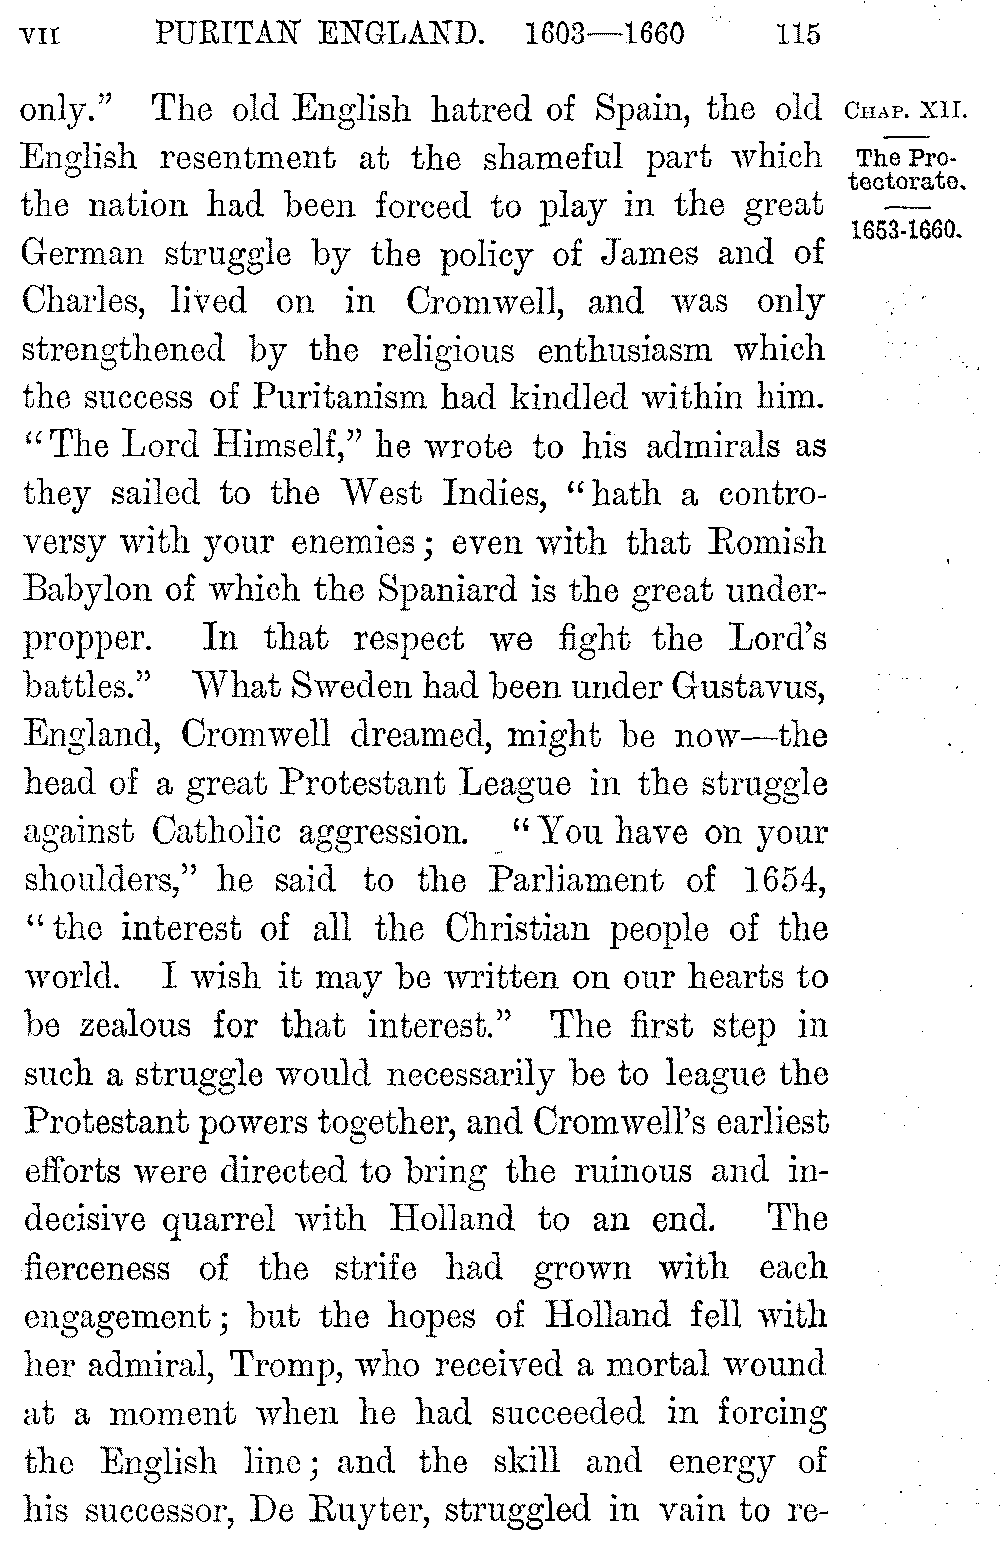 VII PURITAN ENGLAND. 1603—1660 115
only.” The old English hatred of Spain, the old
English resentment at the shameful part which
the nation had been forced to play in the great
German struggle by the policy of James and of
Charles, lived on in Cromwell, and was only
strengthened by the religious enthusiasm which
the success of Puritanism had kindled within him.
“The Lord Himself,” he wrote to his admirals as
they sailed to the West Indies, “hath a contro-
versy with your enemies; even with that Romish
Babylon of which the Spaniard is the great under-
propper. In that respect we fight the Lord’s
battles.” What Sweden had been under Gustavus,
England, Cromwell dreamed, might be now—the
head of a great Protestant League in the struggle
against Catholic aggression. “You have on your
shoulders,” he said to the Parliament of 1654,
“the interest of all the Christian people of the
world. I wish it may be written on our hearts to
be zealous for that interest.” The first step in
such a struggle would necessarily be to league the
Protestant powers together, and Cromwell’s earliest
efforts were directed to bring the ruinous and in-
decisive quarrel with Holland to an end. The
fierceness of the strife had grown with each
engagement; but the hopes of Holland fell with
her admiral, Tromp, who received a mortal wound
at a moment when he had succeeded in forcing
the English line; and the skill and energy of
his successor, De Ruyter, struggled in vain to re-
CHAP. XII.
The Pro-
tectorate.
1653-1660.